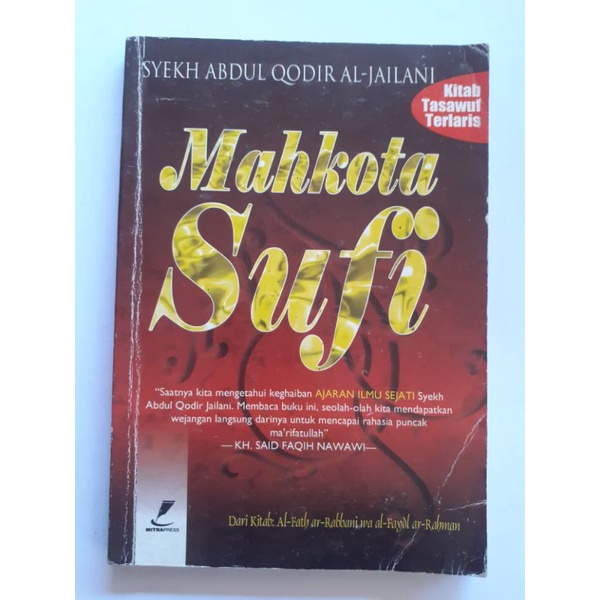 SYEKH ABDUL QODIR AL-JAILANI
Kitab
Tasawuf
Terlaris
Mahkota
Sufi
"Saatnya kita mengetahui keghaiban AJARAN ILMU SEJATI Syekh
Abdul Qodir Jailani. Membaca buku ini, seolah-olah kita mendapatkan
wejangan langsung darinya untuk mencapai rahasia puncak
ma'rifatullah"
— KH. SAID FAQIH NAWAWI—
MITRAPRESS
Dari Kitab: Al-Fath ar-Rabbani wa al-Faydl ar-Rahman